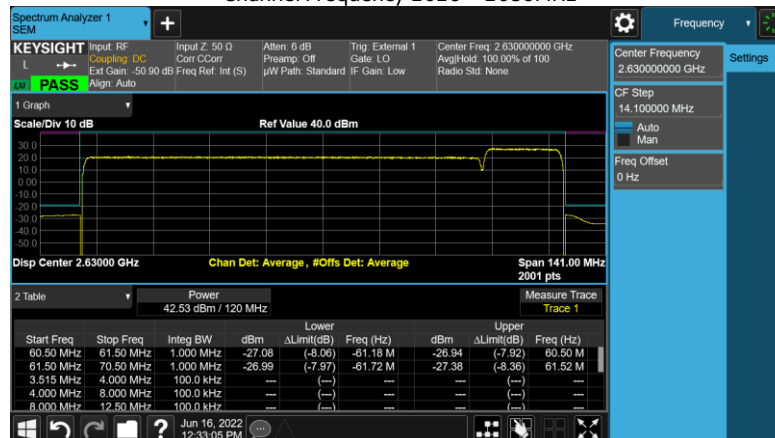 Spectrum Analyzer 1
SEM
Frequency
KEYSIGHT
L
PASS
Input: RF
Coupling: DC
Ext Gain: -50.90 dB
Align: Auto
Input Z: 50 Ω
Corr CCorr
Freq Ref: Int (S)
Atten: 6 dB
Preamp: Off
µW Path: Standard
Trig: External 1
Gate: LO
IF Gain: Low
Center Freq: 2.630000000 GHz
Avg|Hold: 100.00% of 100
Radio Std: None
Center Frequency
2.630000000 GHz
Settings
CF Step
14.100000 MHz
Auto
Man
Freq Offset
0 Hz
1 Graph
Scale/Div 10 dB
Ref Value 40.0 dBm
30.0
20.0
10.0
0.00
-10.0
-20.0
-30.0
-40.0
-50.0
Disp Center 2.63000 GHz
Chan Det: Average, #Offs Det: Average
Span 141.00 MHz
2001 pts
2 Table
Power
42.53 dBm / 120 MHz
Measure Trace
Trace 1
Lower Upper
Start Freq Stop Freq Integ BW dBm ΔLimit(dB) Freq (Hz) dBm ΔLimit(dB) Freq (Hz)
60.50 MHz 61.50 MHz 1.000 MHz -27.08 (-8.06) -61.18 M -26.94 (-7.92) 60.50 M
61.50 MHz 70.50 MHz 1.000 MHz -26.99 (-7.97) -61.72 M -27.38 (-8.36) 61.52 M
3.515 MHz 4.000 MHz 100.0 kHz --- (---) --- --- (---) ---
4.000 MHz 8.000 MHz 100.0 kHz --- (---) --- --- (---) ---
8.000 MHz 12.50 MHz 100.0 kHz --- (---) --- --- (---) ---
Jun 16, 2022
12:33:05 PM